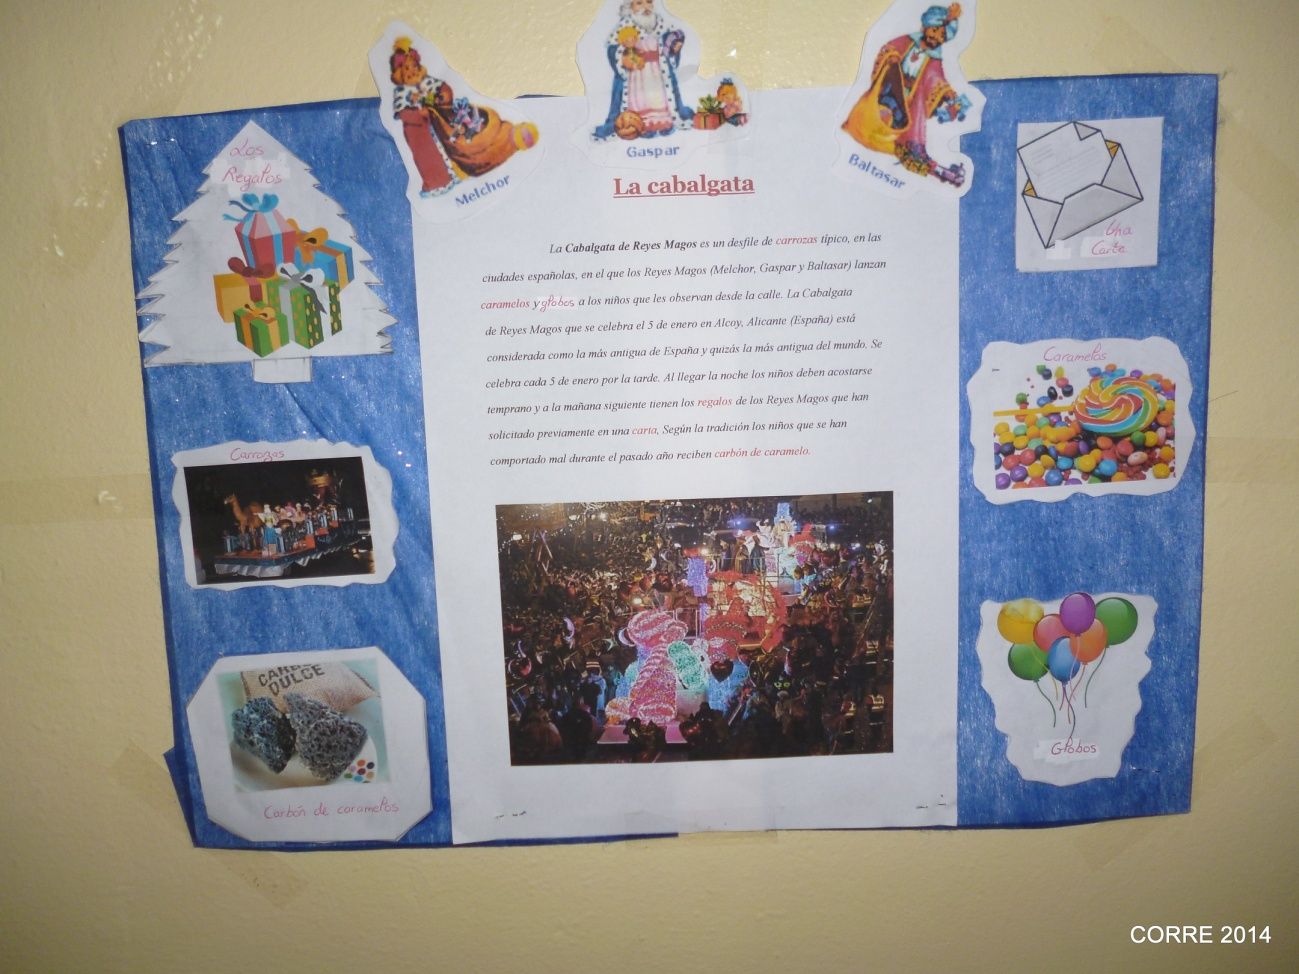 Melchor
Gaspar
Baltasar
Los
Regalos
La cabalgata
La Cabalgata de Reyes Magos es un desfile de carrozas típico, en las
ciudades españolas, en el que los Reyes Magos (Melchor, Gaspar y Baltasar) lanzan
caramelos y globos a los niños que les observan desde la calle. La Cabalgata
de Reyes Magos que se celebra el 5 de enero en Alcoy, Alicante (España) está
considerada como la más antigua de España y quizás la más antigua del mundo. Se
celebra cada 5 de enero por la tarde. Al llegar la noche los niños deben acostarse
temprano y a la mañana siguiente tienen los regalos de los Reyes Magos que han
solicitado previamente en una carta, Según la tradición los niños que se han
comportado mal durante el pasado año reciben carbón de caramelo.
Una
Carta
Carrozas
Caramelos
CARBÓN
DULCE
Carbón de caramelos
Globos
CORRE 2014